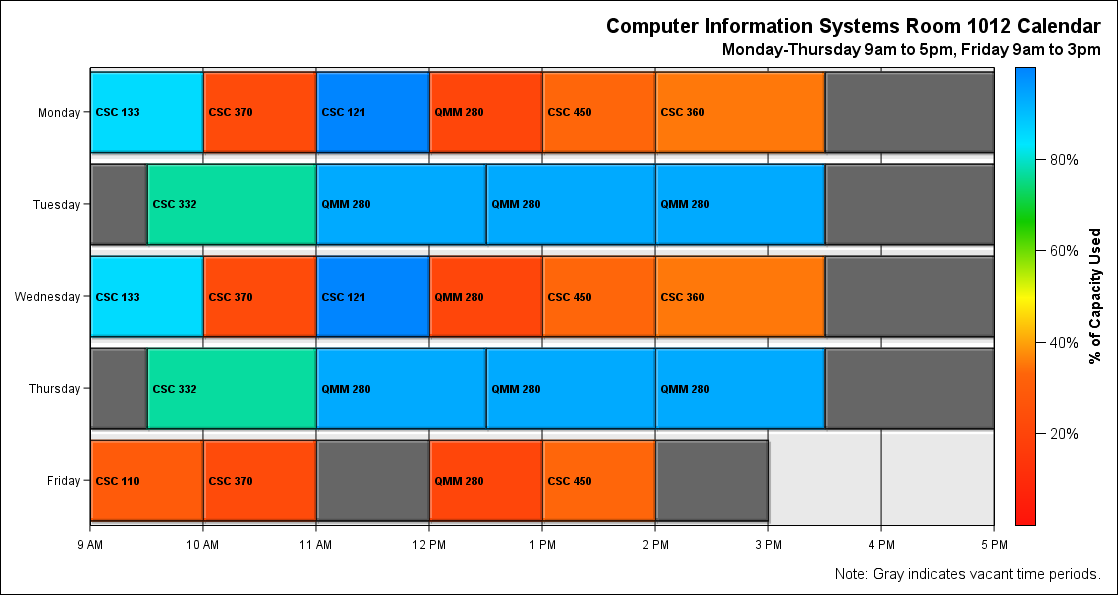 Computer Information Systems Room 1012 Calendar
Monday-Thursday 9am to 5pm, Friday 9am to 3pm
Monday
CSC 133 CSC 370 CSC 121 QMM 280 CSC 450 CSC 360
Tuesday
CSC 332 QMM 280 QMM 280 QMM 280
Wednesday
CSC 133 CSC 370 CSC 121 QMM 280 CSC 450 CSC 360
Thursday
CSC 332 QMM 280 QMM 280 QMM 280
Friday
CSC 110 CSC 370 QMM 280 CSC 450
9 AM 10 AM 11 AM 12 PM 1 PM 2 PM 3 PM 4 PM 5 PM
80%
60%
40%
20%
% of Capacity Used
Note: Gray indicates vacant time periods.